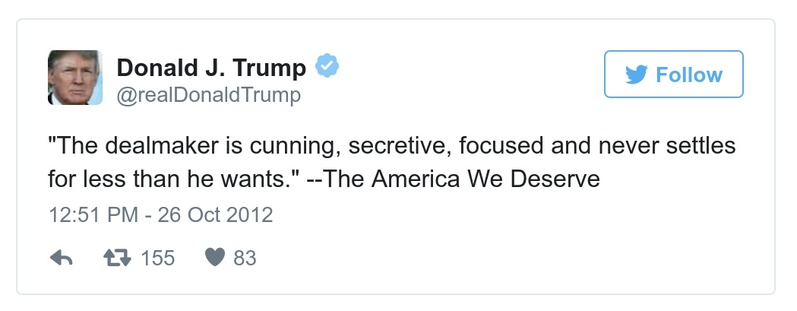 Donald J. Trump
@realDonaldTrump
Follow
"The dealmaker is cunning, secretive, focused and never settles
for less than he wants." --The America We Deserve
12:51 PM - 26 Oct 2012
155 83